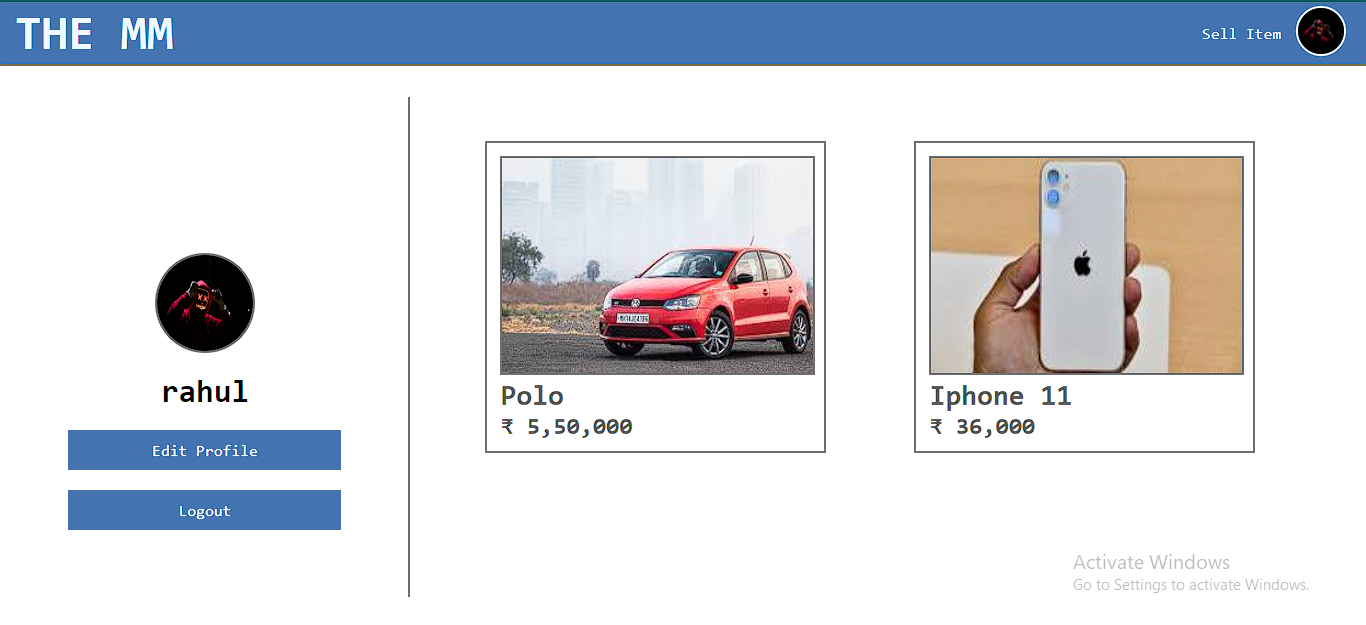 THE MM
Sell Item
rahul
Edit Profile
Logout
Polo
₹ 5,50,000
Iphone 11
₹ 36,000
Activate Windows
Go to Settings to activate Windows.